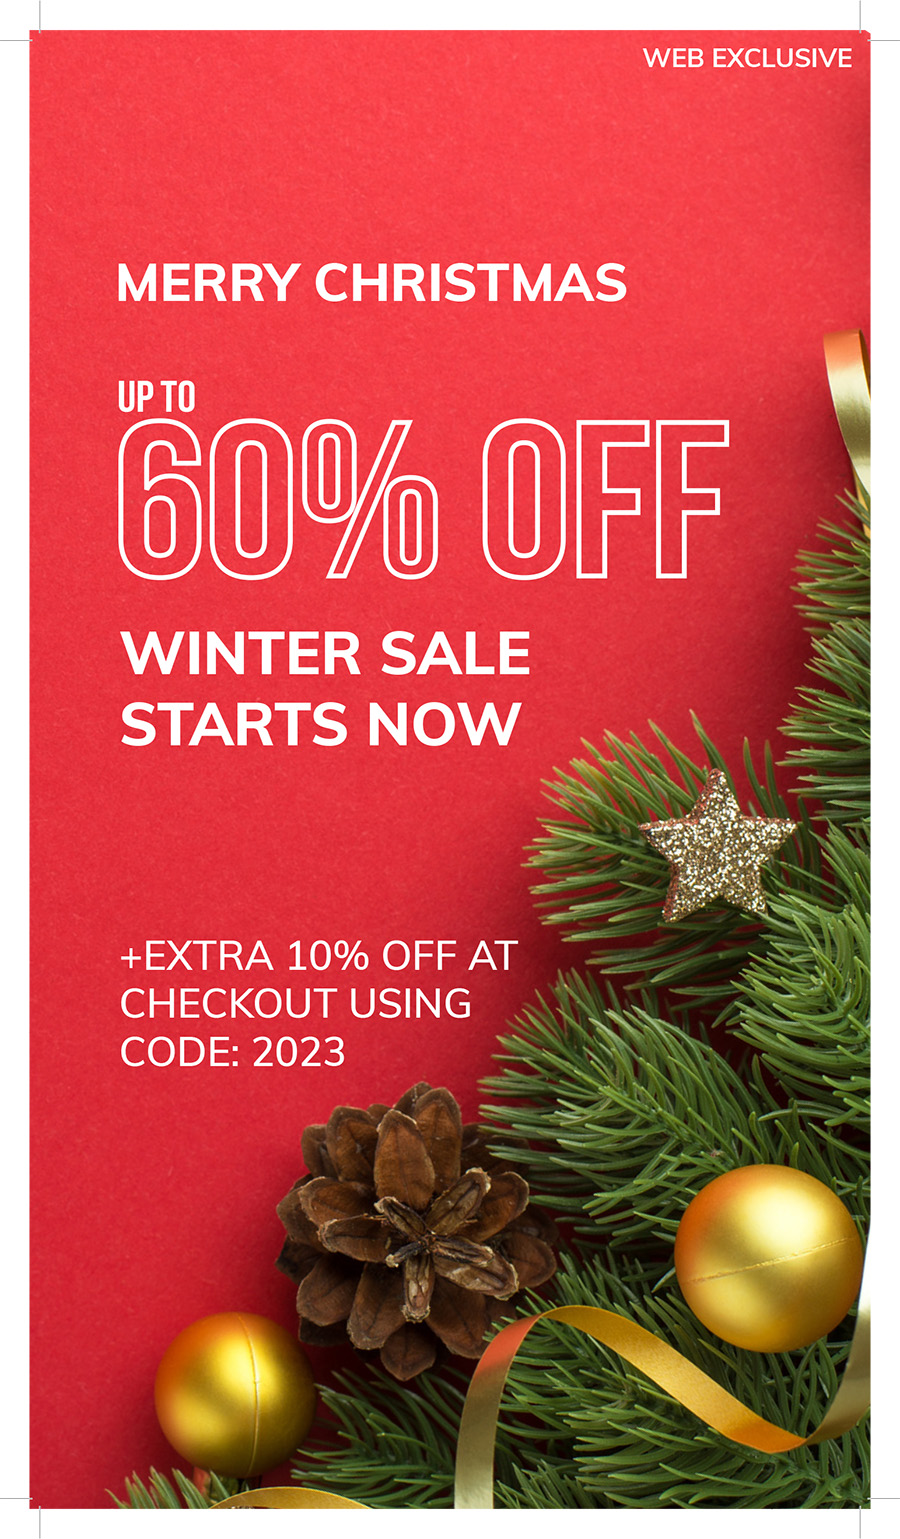 WEB EXCLUSIVE
MERRY CHRISTMAS
UP TO
60% OFF
WINTER SALE
STARTS NOW
+EXTRA 10% OFF AT
CHECKOUT USING
CODE: 2023